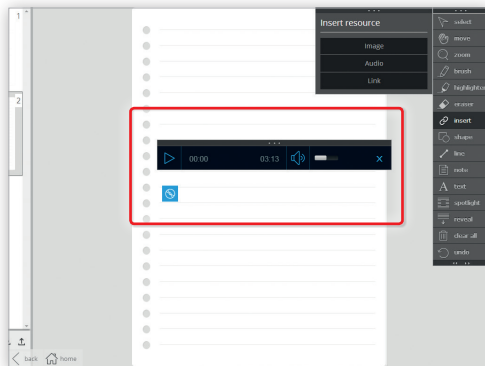 1
2
Insert resource
Image
Audio
Link
00:00
03:13
X
select
move
zoom
brush
highlighter
eraser
insert
shape
line
note
A text
spotlight
reveal
clear all
undo
back
home